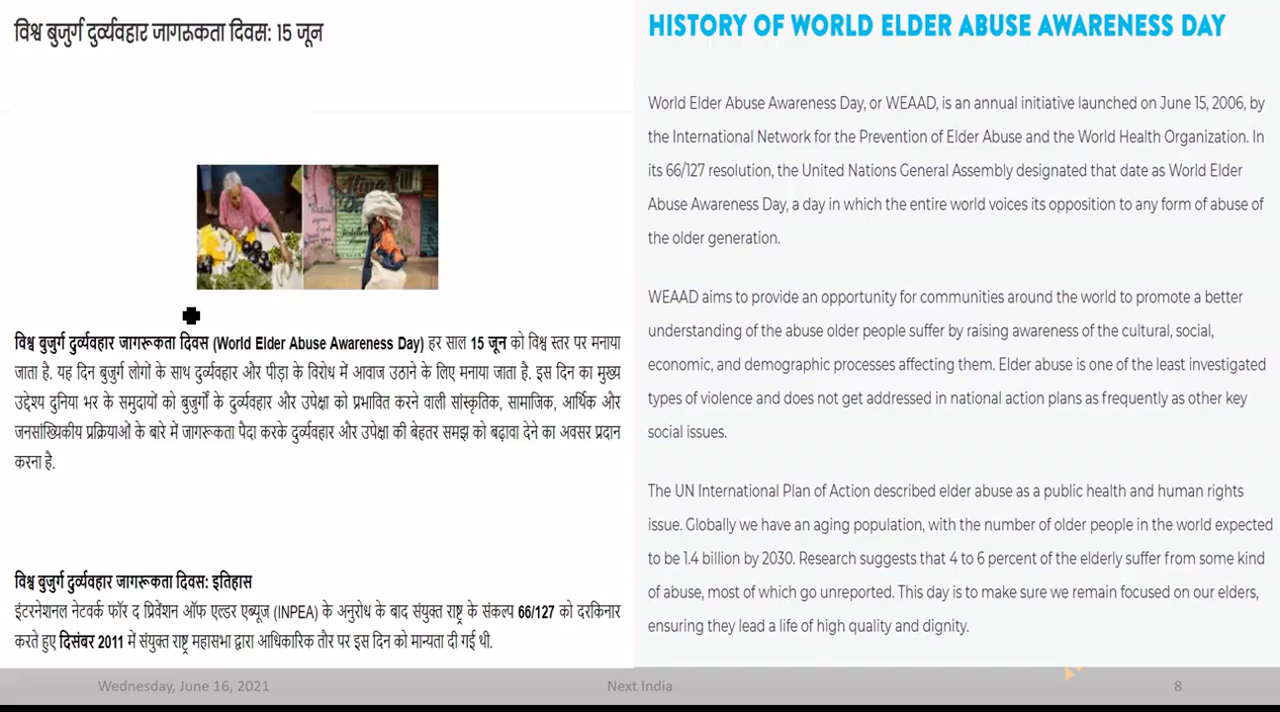 विश्व बुजुर्ग दुर्व्यवहार जागरूकता दिवस: 15 जून
विश्व बुजुर्ग दुर्व्यवहार जागरूकता दिवस (World Elder Abuse Awareness Day) हर साल 15 जून को विश्व स्तर पर मनाया
जाता है. यह दिन बुजुर्ग लोगों के साथ दुर्व्यवहार और पीड़ा के विरोध में आवाज उठाने के लिए मनाया जाता है. इस दिन का मुख्य
उद्देश्य दुनिया भर के समुदायों को बुजुर्गों के दुर्व्यवहार और उपेक्षा को प्रभावित करने वाली सांस्कृतिक, सामाजिक, आर्थिक और
जनसांख्यिकीय प्रक्रियाओं के बारे में जागरूकता पैदा करके दुर्व्यवहार और उपेक्षा की बेहतर समझ को बढ़ावा देने का अवसर प्रदान
करना है.
विश्व बुजुर्ग दुर्व्यवहार जागरूकता दिवस: इतिहास
इंटरनेशनल नेटवर्क फॉर द प्रिवेंशन ऑफ एल्डर एब्यूज (INPEA) के अनुरोध के बाद संयुक्त राष्ट्र के संकल्प 66/127 को दरकिनार
करते हुए दिसंबर 2011 में संयुक्त राष्ट्र महासभा द्वारा आधिकारिक तौर पर इस दिन को मान्यता दी गई थी.
HISTORY OF WORLD ELDER ABUSE AWARENESS DAY
World Elder Abuse Awareness Day, or WEAAD, is an annual initiative launched on June 15, 2006, by
the International Network for the Prevention of Elder Abuse and the World Health Organization. In
its 66/127 resolution, the United Nations General Assembly designated that date as World Elder
Abuse Awareness Day, a day in which the entire world voices its opposition to any form of abuse of
the older generation.
WEAAD aims to provide an opportunity for communities around the world to promote a better
understanding of the abuse older people suffer by raising awareness of the cultural, social,
economic, and demographic processes affecting them. Elder abuse is one of the least investigated
types of violence and does not get addressed in national action plans as frequently as other key
social issues.
The UN International Plan of Action described elder abuse as a public health and human rights
issue. Globally we have an aging population, with the number of older people in the world expected
to be 1.4 billion by 2030. Research suggests that 4 to 6 percent of the elderly suffer from some kind
of abuse, most of which go unreported. This day is to make sure we remain focused on our elders,
ensuring they lead a life of high quality and dignity.
Wednesday, June 16, 2021
Next India
8